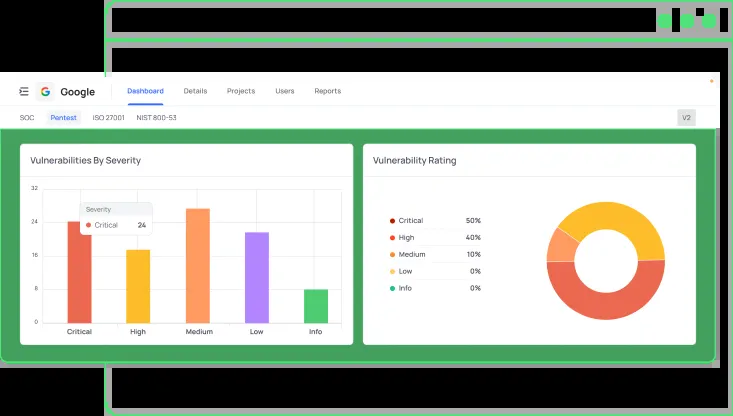 Google Dashboard Details Projects Users Reports
SOC Pentest ISO 27001 NIST 800-53 V2
Vulnerabilities By Severity
32
24
16
8
0
Severity
Critical 24
Critical High Medium Low Info
Vulnerability Rating
Critical 50%
High 40%
Medium 10%
Low 0%
Info 0%